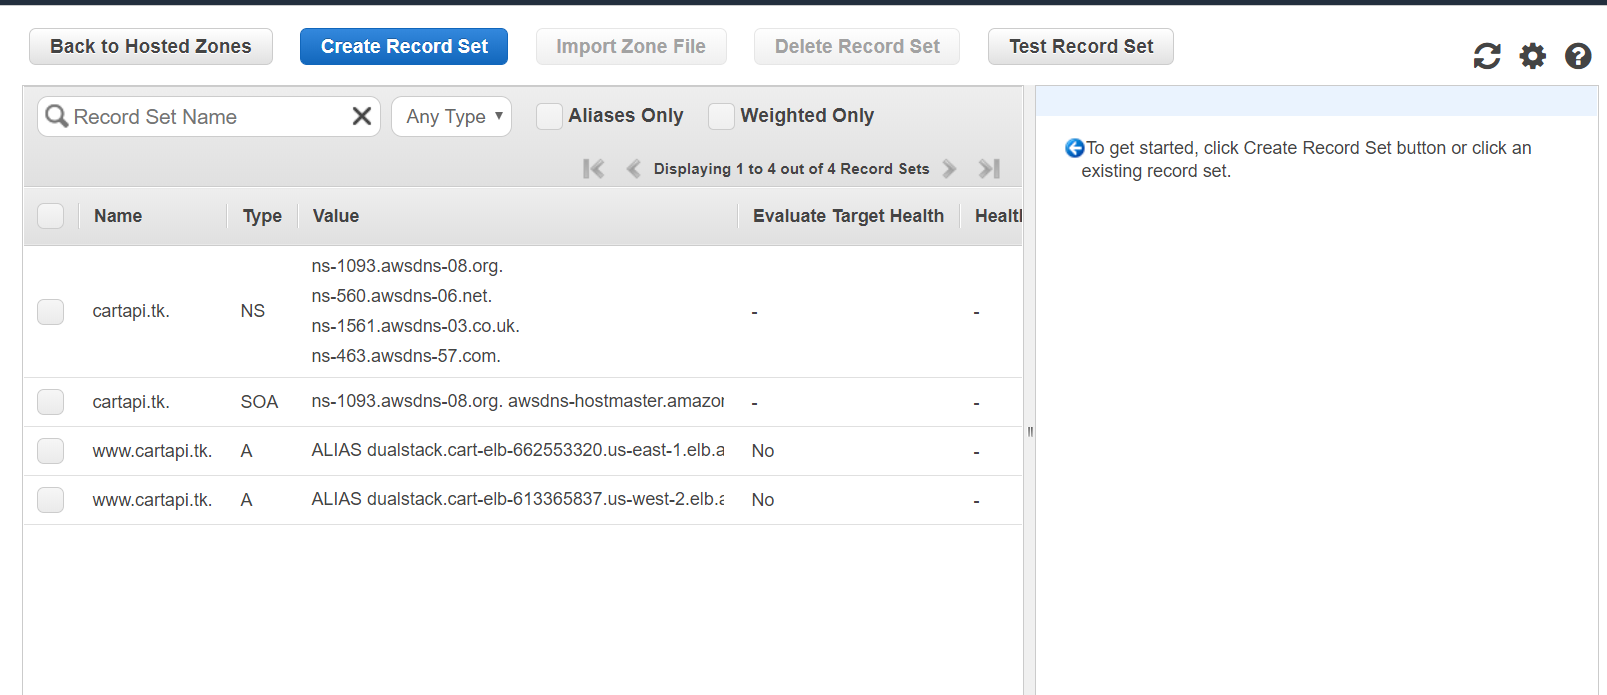 Back to Hosted Zones Create Record Set Import Zone File Delete Record Set Test Record Set
Record Set Name Any Type Aliases Only Weighted Only
Displaying 1 to 4 out of 4 Record Sets
Name Type Value Evaluate Target Health Health
ns-1093.awsdns-08.org.
ns-560.awsdns-06.net.
cartapi.tk. NS - -
ns-1561.awsdns-03.co.uk.
ns-463.awsdns-57.com.
cartapi.tk. SOA ns-1093.awsdns-08.org. awsdns-hostmaster.amazon - -
www.cartapi.tk. A ALIAS dualstack.cart-elb-662553320.us-east-1.elb.a No -
www.cartapi.tk. A ALIAS dualstack.cart-elb-613365837.us-west-2.elb.a No -
To get started, click Create Record Set button or click an
existing record set.